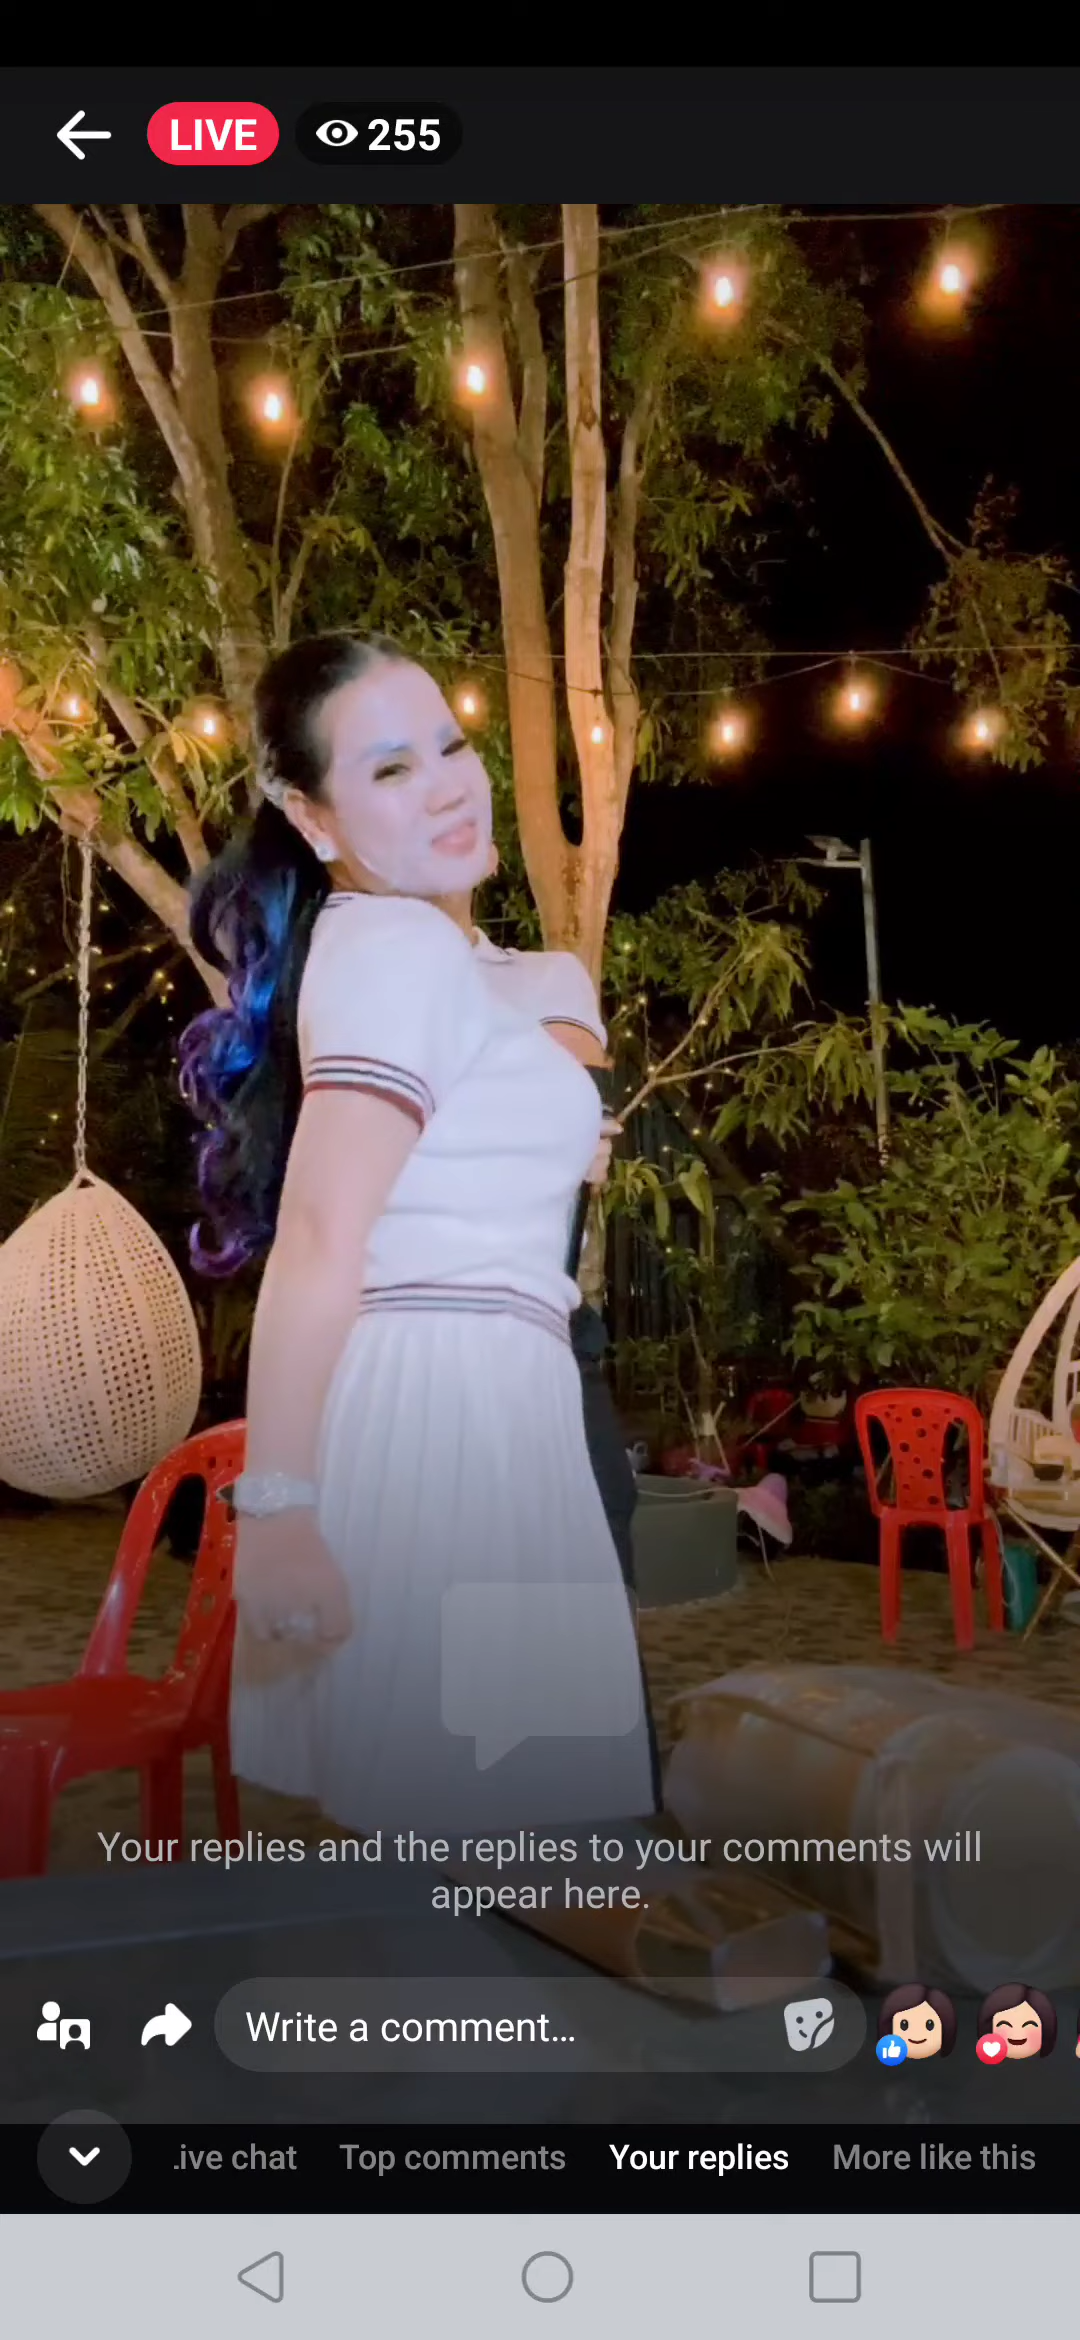 LIVE 255
Your replies and the replies to your comments will
appear here.
Write a comment...
ive chat Top comments Your replies More like this